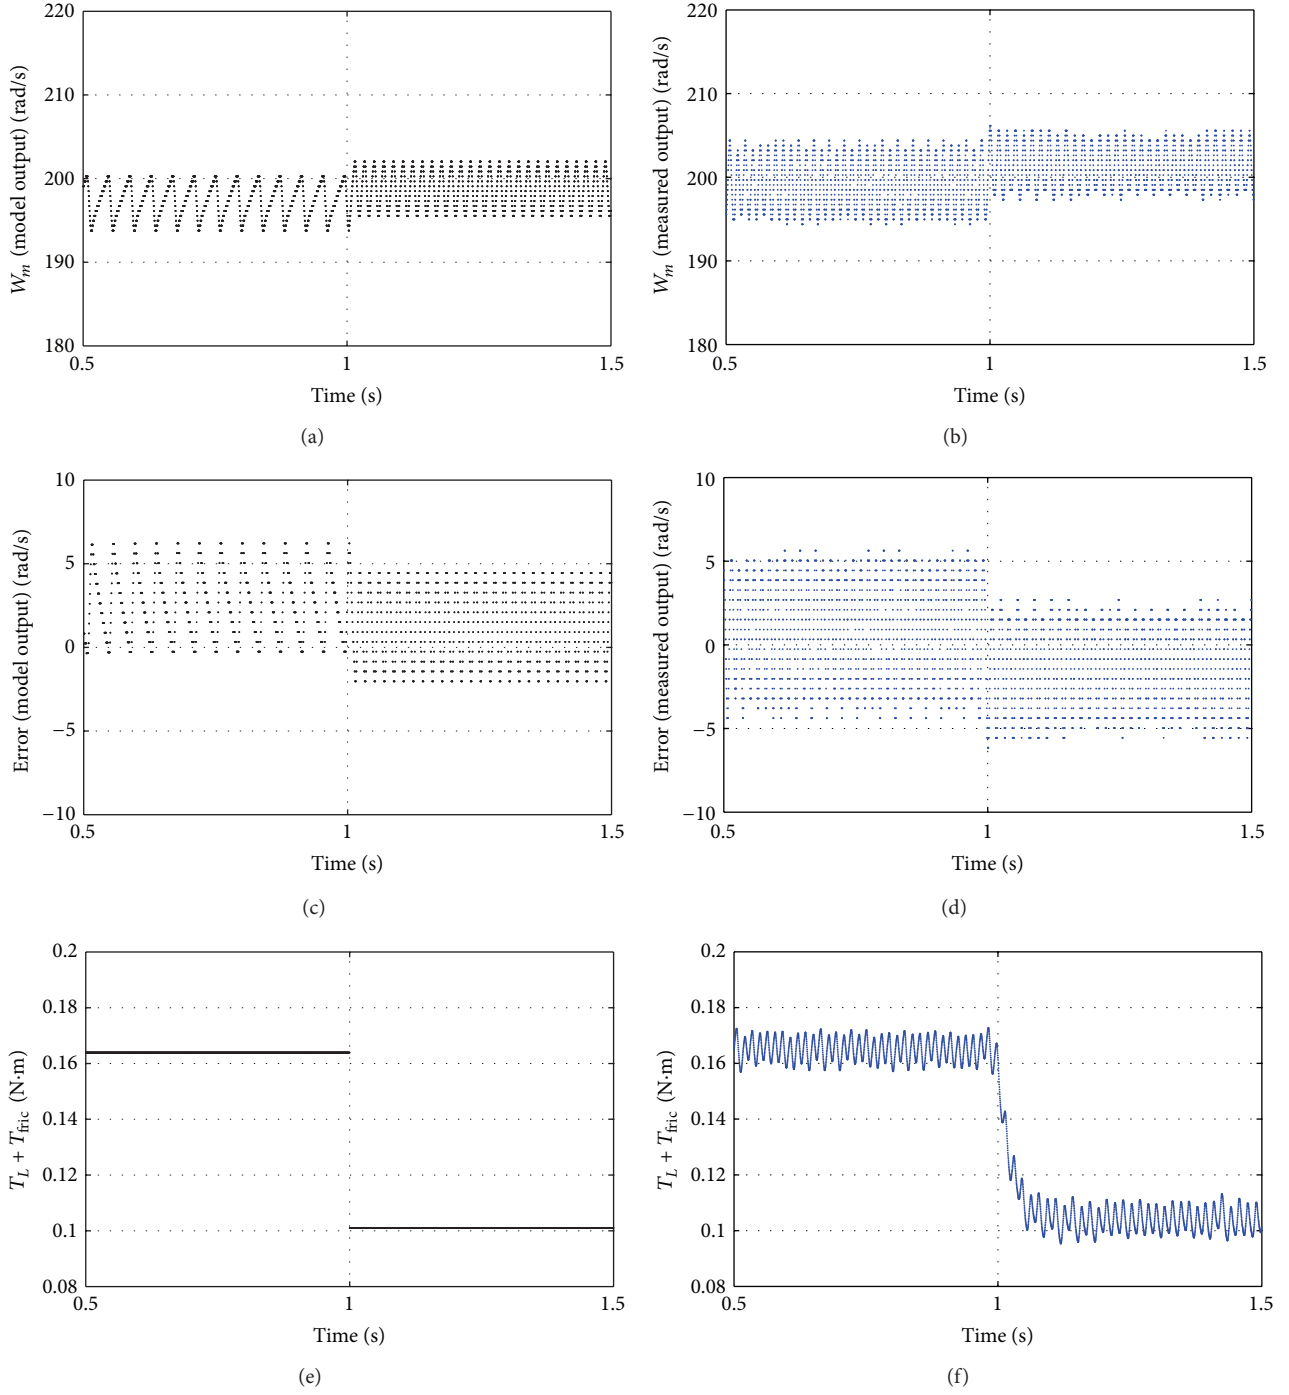 220
210
200
190
180
W_m (model output) (rad/s)
0.5
1
1.5
Time (s)
(a)
220
210
200
190
180
W_m (measured output) (rad/s)
0.5
1
1.5
Time (s)
(b)
10
5
0
−5
−10
Error (model output) (rad/s)
0.5
1
1.5
Time (s)
(c)
10
5
0
−5
−10
Error (measured output) (rad/s)
0.5
1
1.5
Time (s)
(d)
0.2
0.18
0.16
0.14
0.12
0.1
0.08
T_L + T_fric (N·m)
0.5
1
1.5
Time (s)
(e)
0.2
0.18
0.16
0.14
0.12
0.1
0.08
T_L + T_fric (N·m)
0.5
1
1.5
Time (s)
(f)